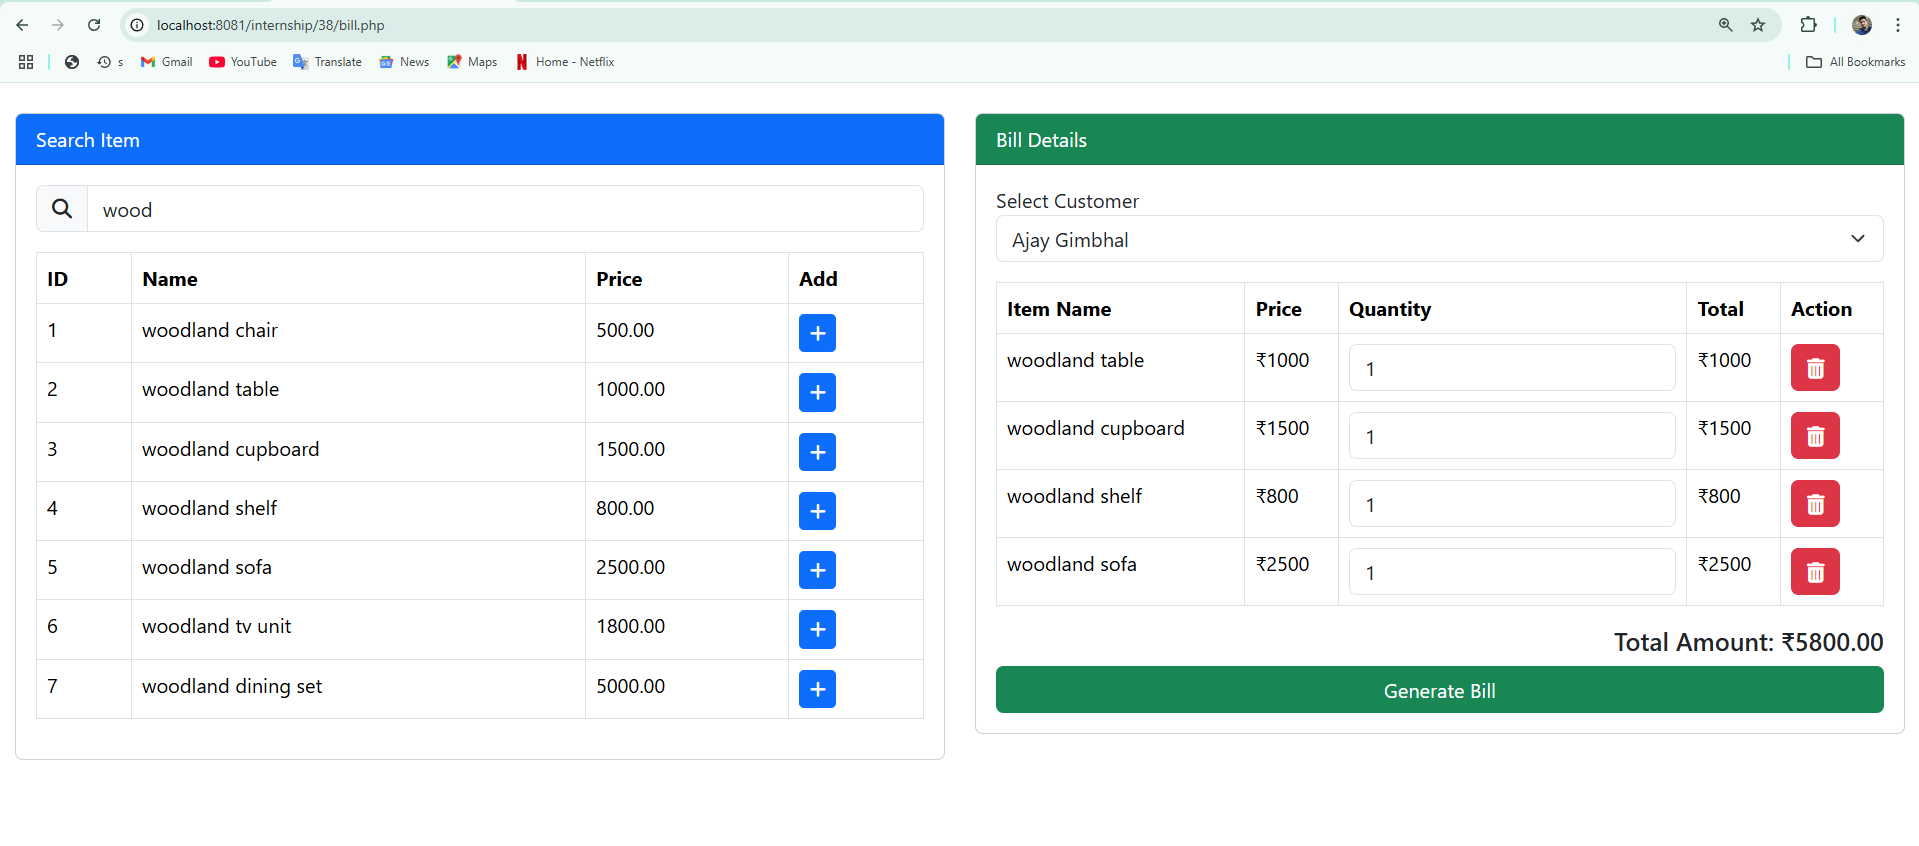 localhost:8081/internship/38/bill.php
s Gmail YouTube Translate News Maps Home - Netflix All Bookmarks
Search Item
wood
ID Name Price Add
1 woodland chair 500.00 +
2 woodland table 1000.00 +
3 woodland cupboard 1500.00 +
4 woodland shelf 800.00 +
5 woodland sofa 2500.00 +
6 woodland tv unit 1800.00 +
7 woodland dining set 5000.00 +
Bill Details
Select Customer
Ajay Gimbhal
Item Name Price Quantity Total Action
woodland table ₹1000 1 ₹1000
woodland cupboard ₹1500 1 ₹1500
woodland shelf ₹800 1 ₹800
woodland sofa ₹2500 1 ₹2500
Total Amount: ₹5800.00
Generate Bill